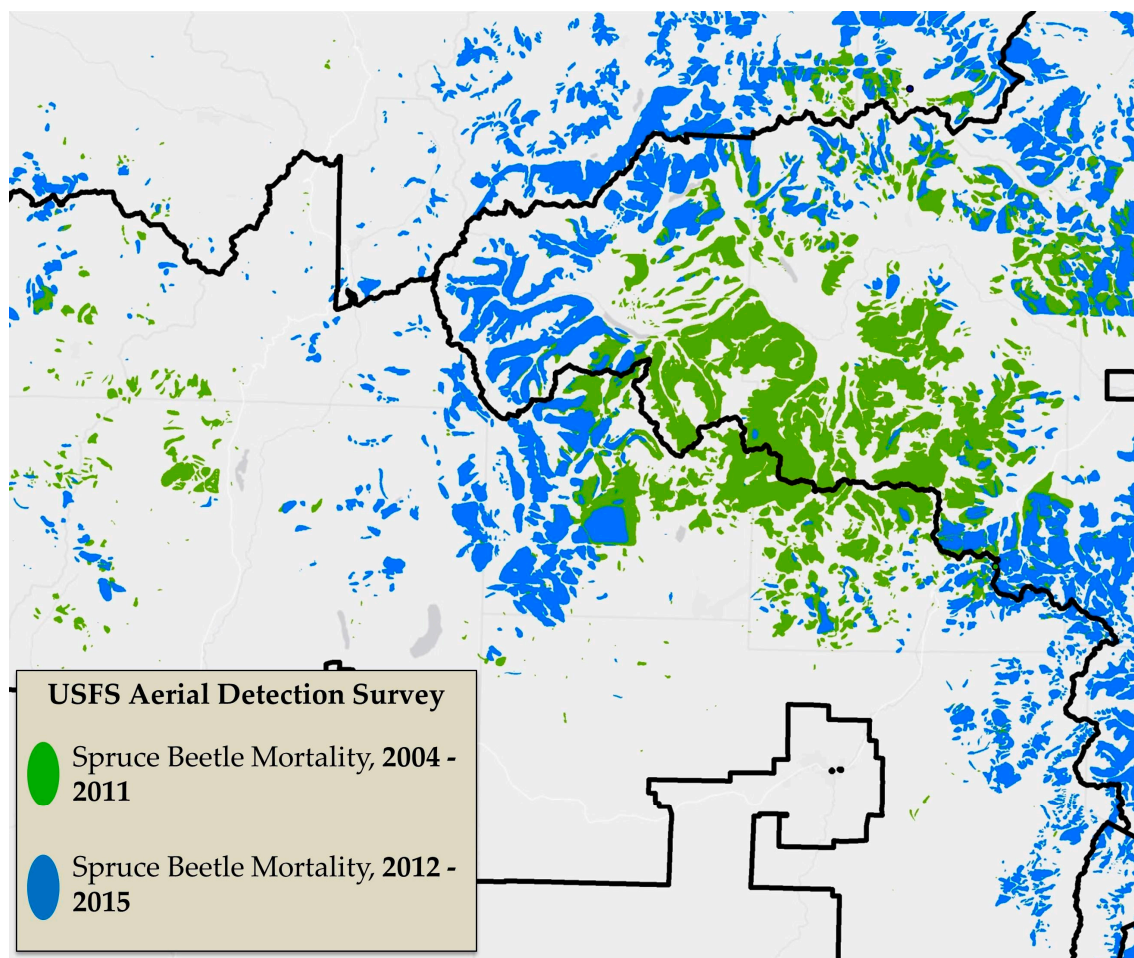 USFS Aerial Detection Survey
Spruce Beetle Mortality, 2004 -
2011
Spruce Beetle Mortality, 2012 -
2015